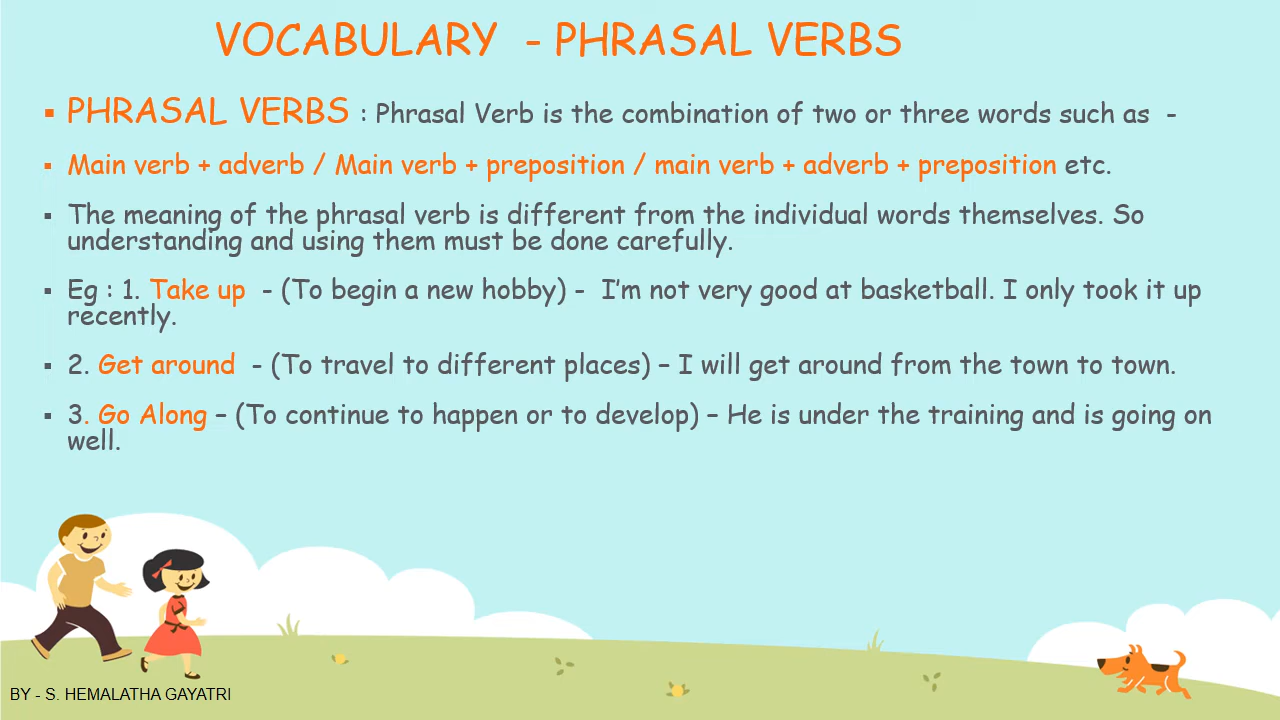 VOCABULARY - PHRASAL VERBS
▪ PHRASAL VERBS : Phrasal Verb is the combination of two or three words such as -
▪ Main verb + adverb / Main verb + preposition / main verb + adverb + preposition etc.
▪ The meaning of the phrasal verb is different from the individual words themselves. So
understanding and using them must be done carefully.
▪ Eg : 1. Take up - (To begin a new hobby) - I'm not very good at basketball. I only took it up
recently.
▪ 2. Get around - (To travel to different places) – I will get around from the town to town.
▪ 3. Go Along – (To continue to happen or to develop) – He is under the training and is going on
well.
BY - S. HEMALATHA GAYATRI